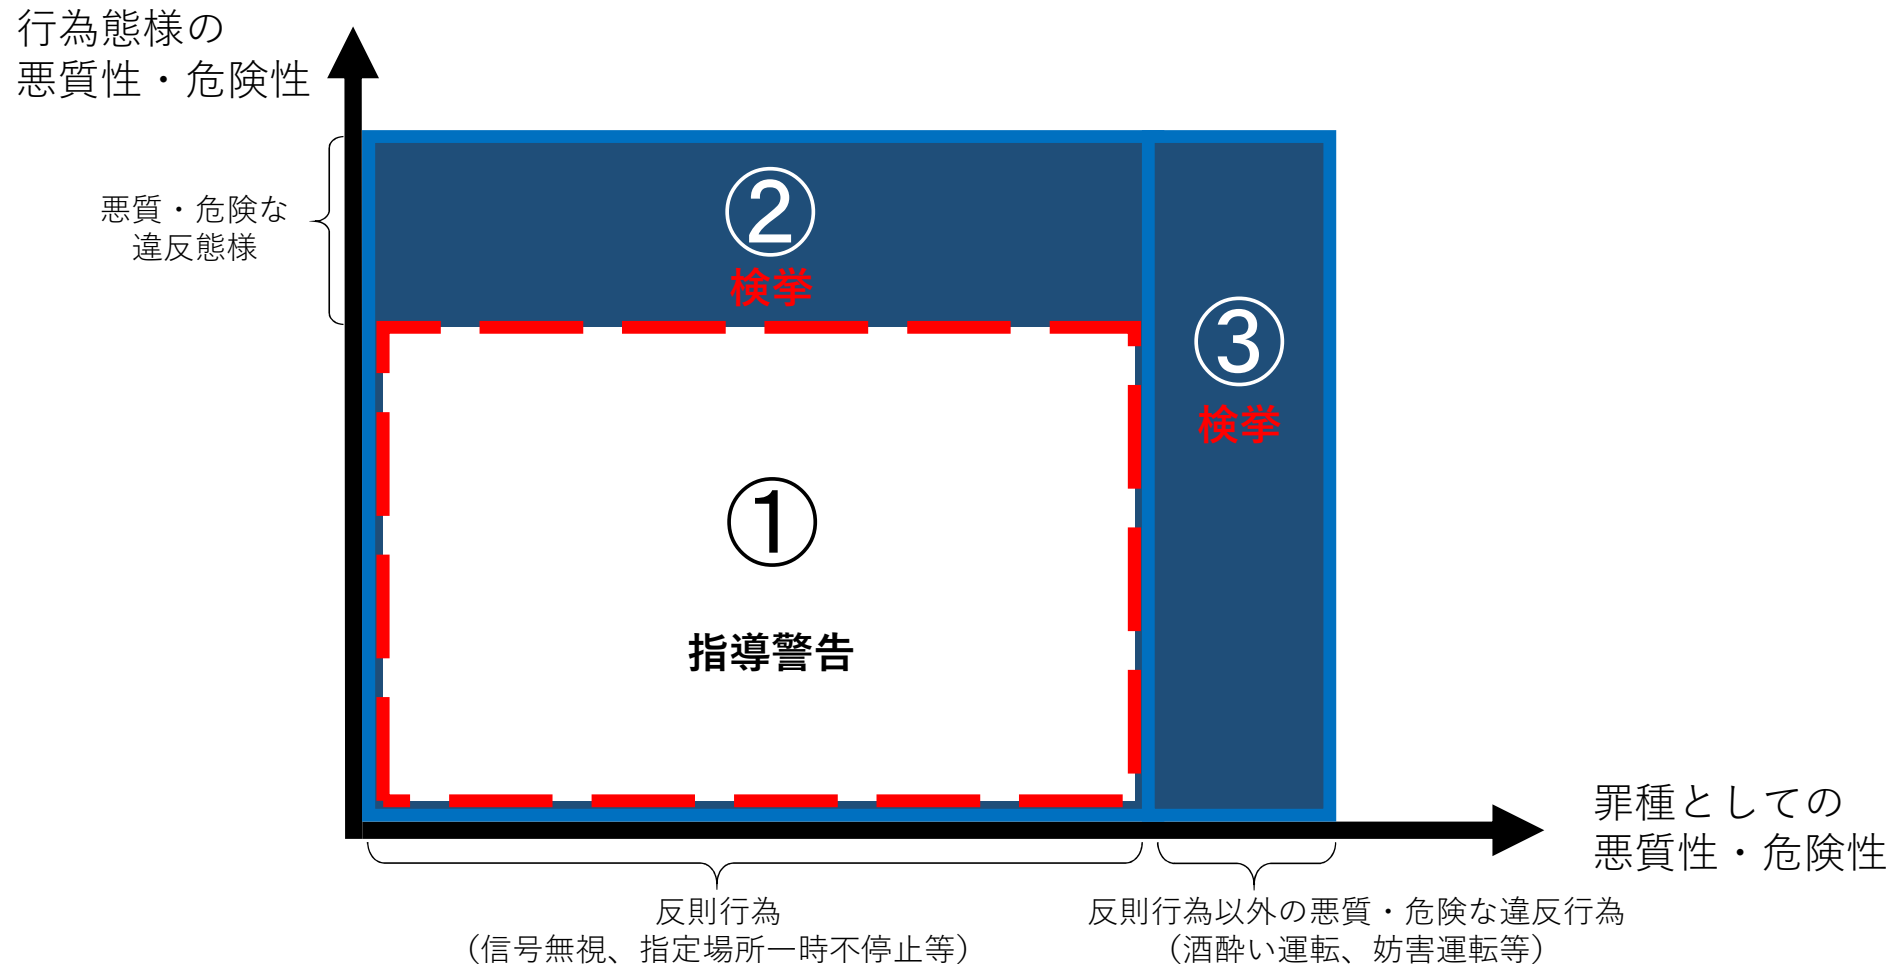 行為態様の
悪質性・危険性
悪質・危険な
違反態様
②
検挙
③
検挙
①
指導警告
罪種としての
悪質性・危険性
反則行為
（信号無視、指定場所一時不停止等）
反則行為以外の悪質・危険な違反行為
（酒酔い運転、妨害運転等）